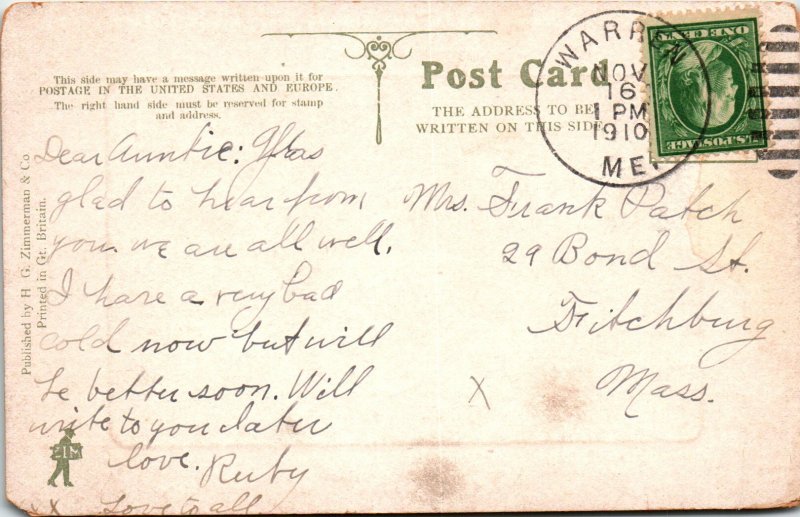 This side may have a message written upon it for
POSTAGE IN THE UNITED STATES AND EUROPE.
The right hand side must be reserved for stamp
and address.
Post Card
THE ADDRESS TO BE
WRITTEN ON THIS SIDE
WARREN
NOV
16
1 PM
1910
ME.
U.S. POSTAGE
ONE CENT
Published by H. G. Zimmerman & Co
Printed in Gt. Britain.
Dear Auntie: Was
glad to hear from
you. we are all well.
I have a very bad
cold now but will
be better soon. Will
write to you later
love. Ruby
xx Love to all
ZIM
Mrs. Frank Patch
29 Bond St.
Fitchburg
Mass.
X